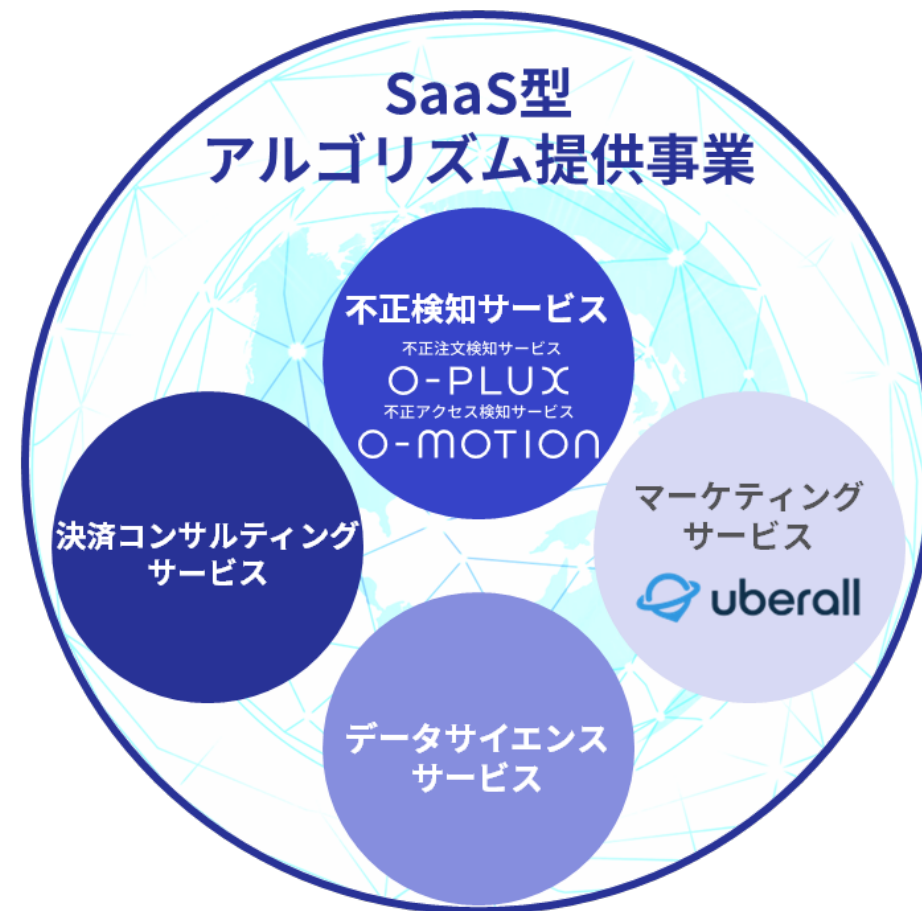 SaaS型
アルゴリズム提供事業
不正検知サービス
不正注文検知サービス
O-PLUX
不正アクセス検知サービス
O-MOTION
決済コンサルティング
サービス
マーケティング
サービス
uberall
データサイエンス
サービス